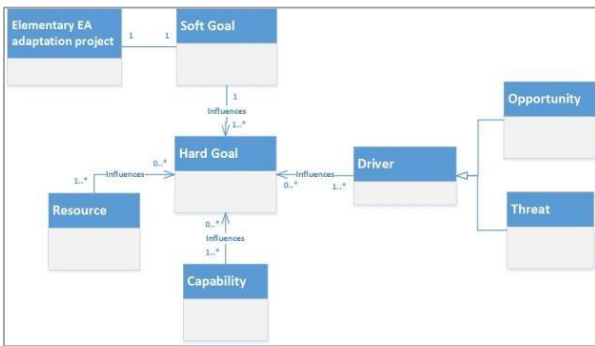 Elementary EA
adaptation project
1
1
Soft Goal
1
Influences
1..*
Opportunity
Hard Goal
Driver
0..*
Influences
1..*
Influences
0..*
1..*
Resource
Threat
0..*
Influences
1..*
Capability